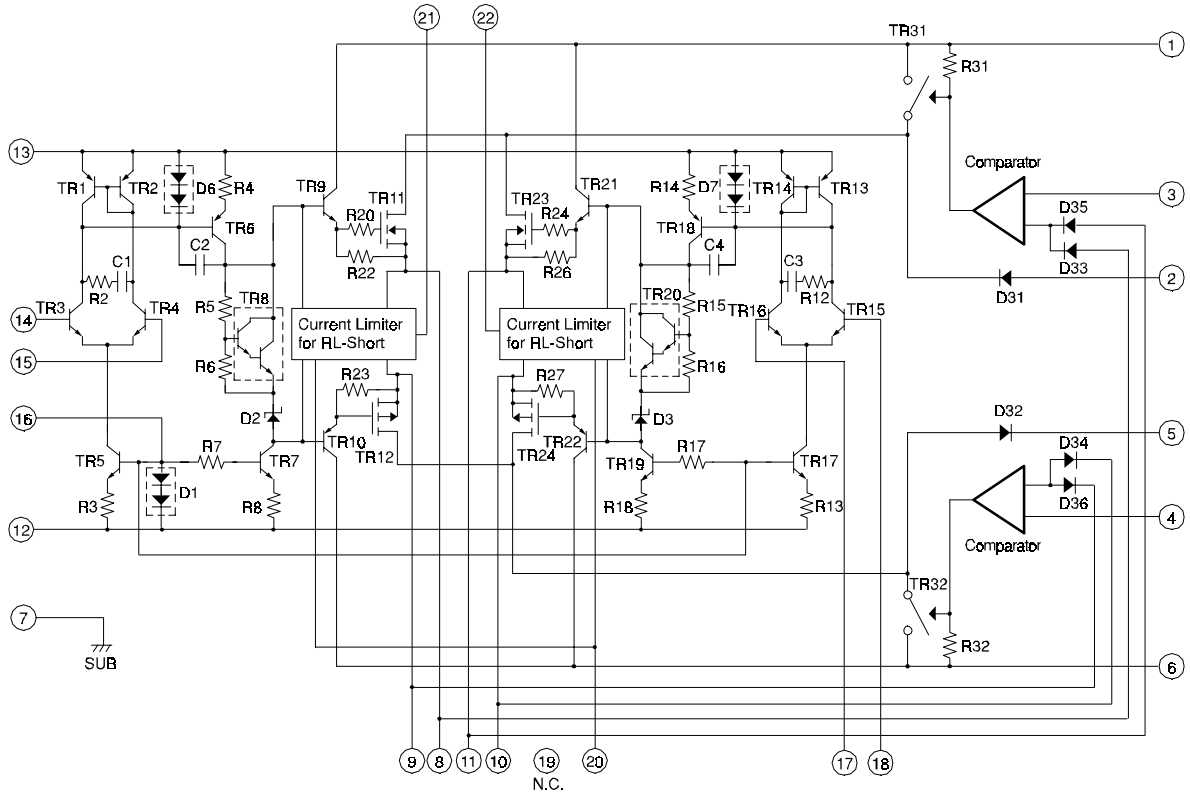 21
22
TR31
1
R31
13
TR1
TR2
D6
R4
TR9
TR11
TR23
TR21
R14
D7
TR14
TR13
Comparator
3
R20
R24
TR6
TR18
D35
C2
R22
R26
C4
D33
C1
R2
C3
R12
D31
2
TR3
TR4
R5
TR8
TR20
R15
TR16
TR15
14
Current Limiter
for RL-Short
Current Limiter
for RL-Short
18
15
R6
R16
17
R23
R27
16
D2
D3
D32
5
TR10
TR12
TR22
TR24
R7
R17
D34
TR5
TR7
TR19
TR17
D1
D36
R3
R8
R18
R13
4
12
Comparator
TR32
7
R32
SUB
6
9
8
11
10
19
20
17
18
N.C.